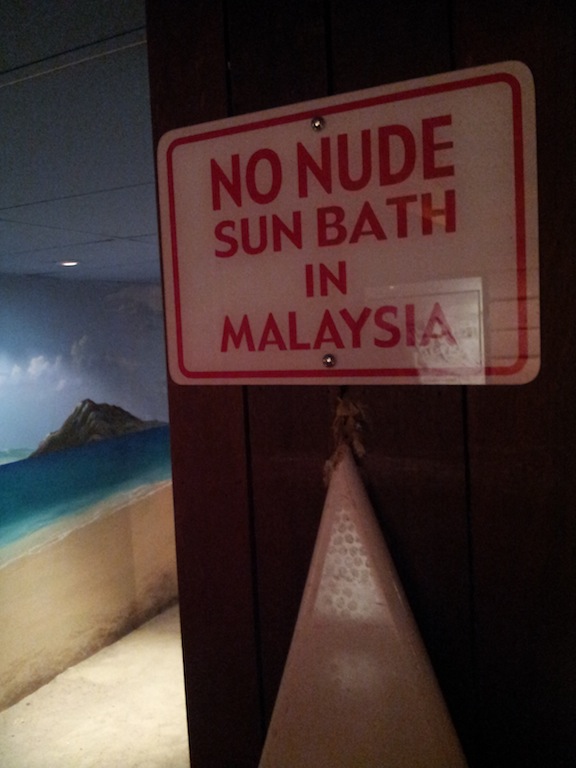 NO NUDE
SUN BATH
IN
MALAYSIA